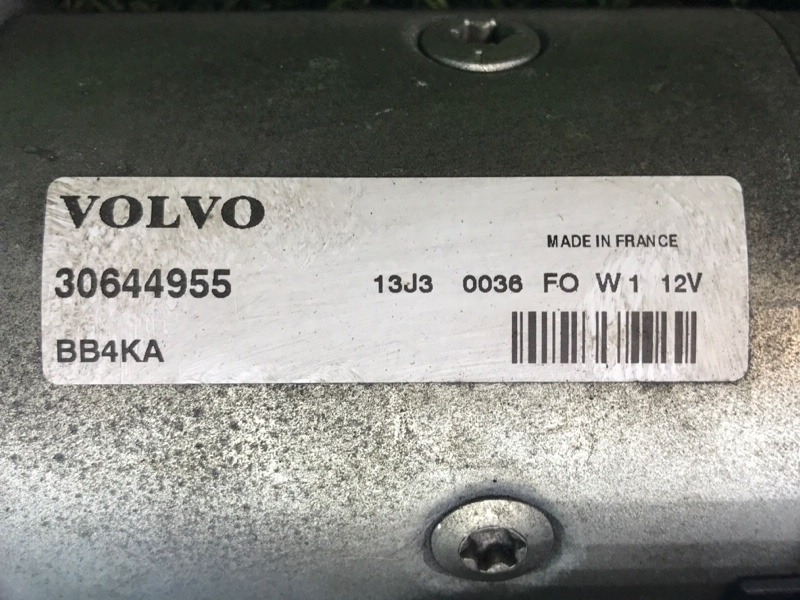 VOLVO
MADE IN FRANCE
30644955 13J3 0036 FO W1 12V
BB4KA